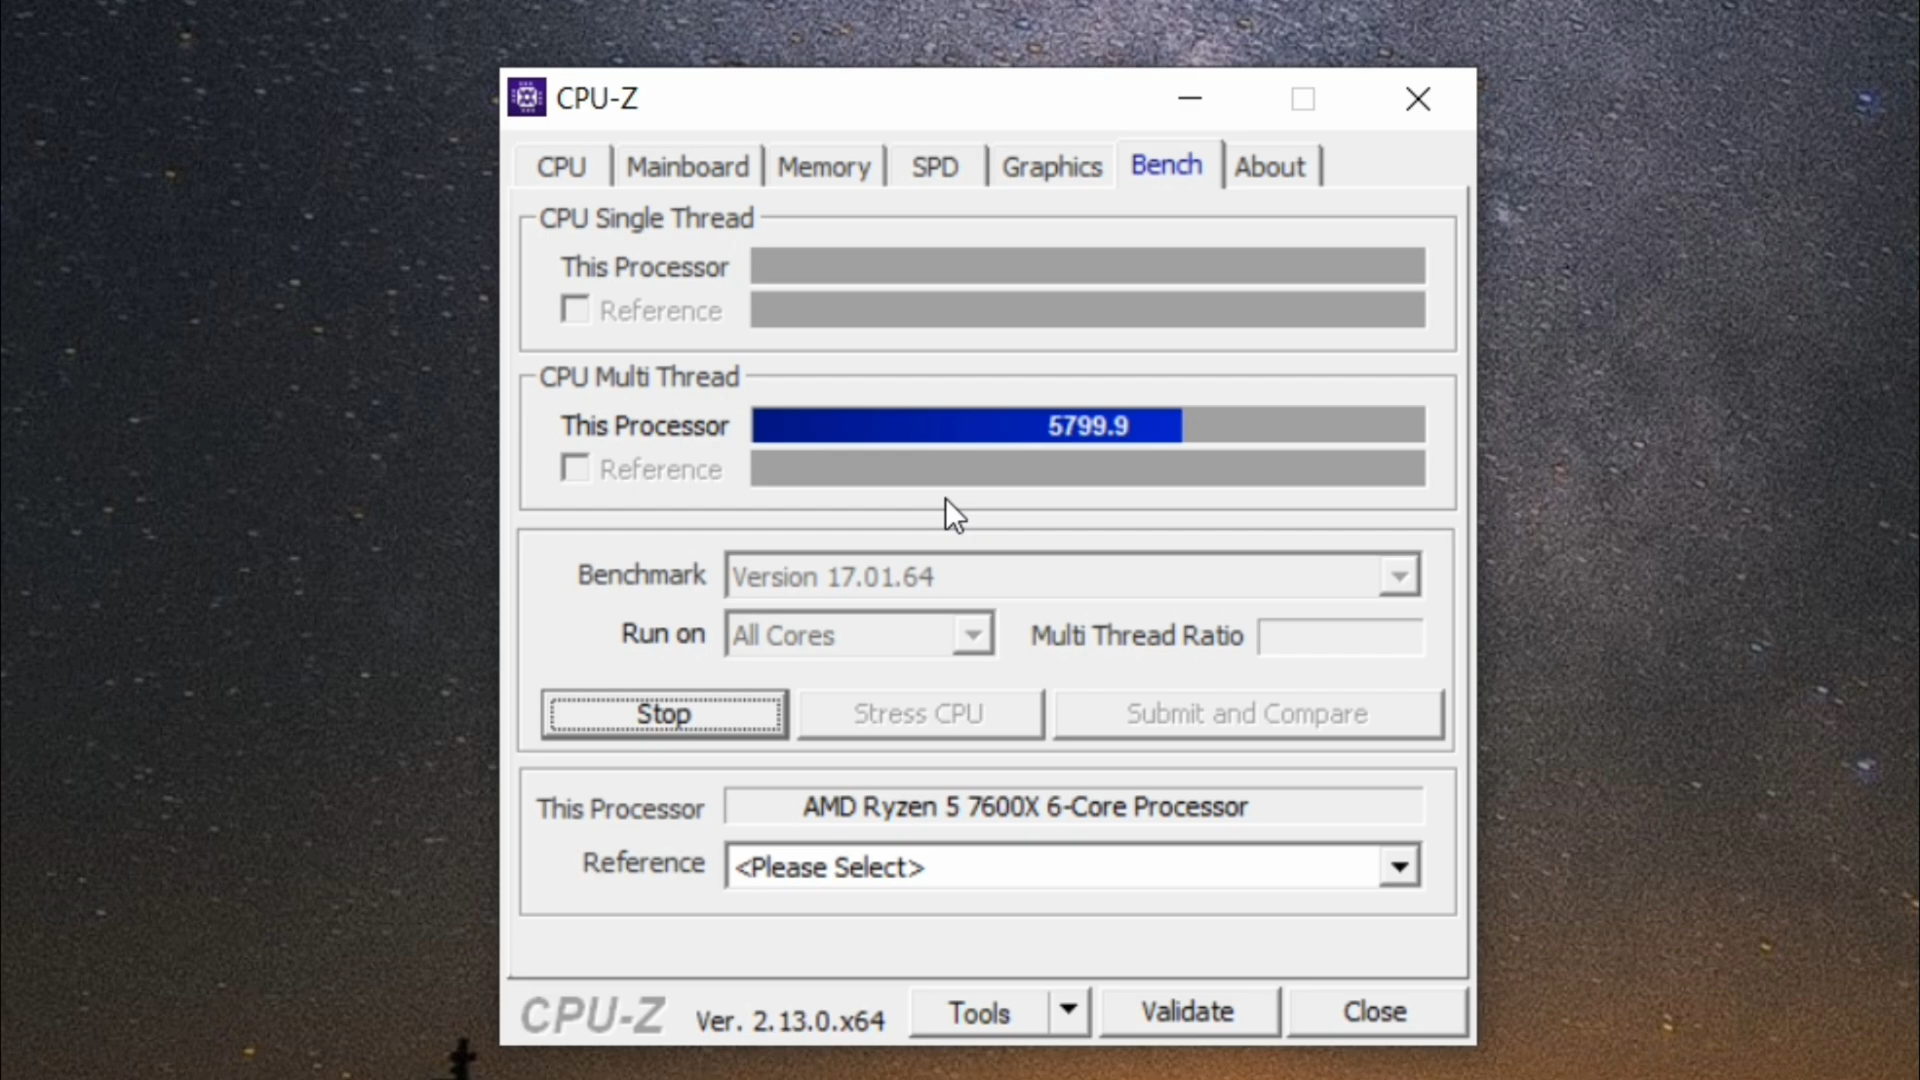 CPU-Z
CPU Mainboard Memory SPD Graphics Bench About
CPU Single Thread
This Processor
Reference
CPU Multi Thread
This Processor 5799.9
Reference
Benchmark Version 17.01.64
Run on All Cores Multi Thread Ratio
Stop Stress CPU Submit and Compare
This Processor AMD Ryzen 5 7600X 6-Core Processor
Reference <Please Select>
CPU-Z Ver. 2.13.0.x64 Tools Validate Close